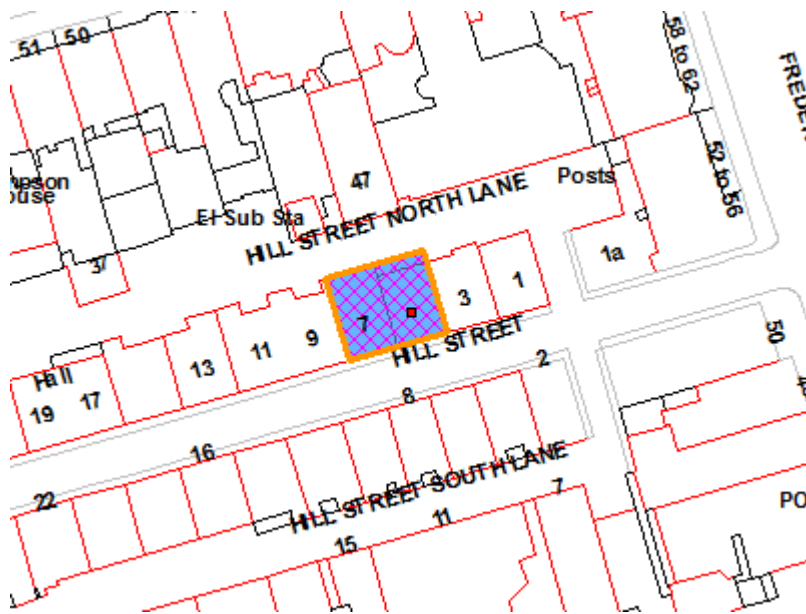 51
50
58 to 62
FREDER
mpson
ouse
47
Posts
52 to 56
El Sub Sta
HILL STREET NORTH LANE
37
1a
1
3
7
9
11
13
HILL STREET
Hall
17
19
2
8
16
22
50
HILL STREET SOUTH LANE
7
11
15
PO